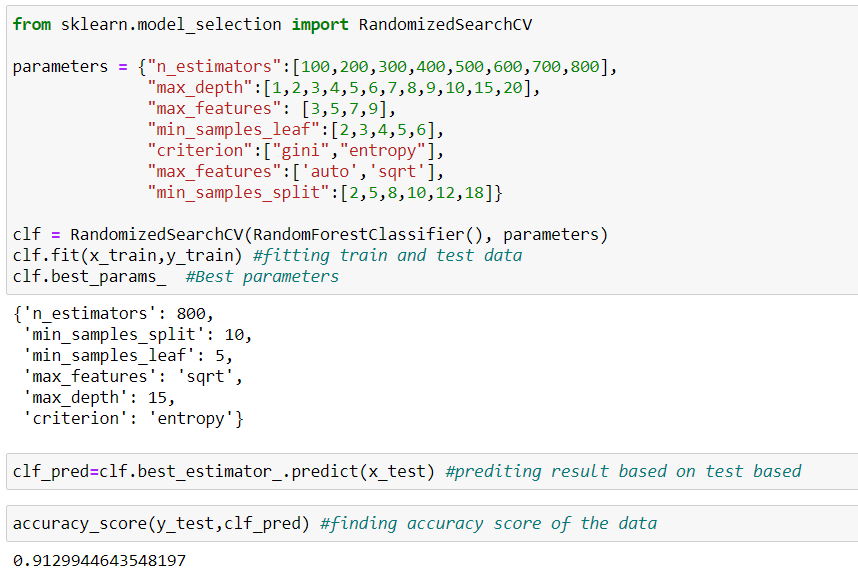 from sklearn.model_selection import RandomizedSearchCV
parameters = {"n_estimators":[100,200,300,400,500,600,700,800],
"max_depth":[1,2,3,4,5,6,7,8,9,10,15,20],
"max_features": [3,5,7,9],
"min_samples_leaf":[2,3,4,5,6],
"criterion":["gini","entropy"],
"max_features":['auto','sqrt'],
"min_samples_split":[2,5,8,10,12,18]}
clf = RandomizedSearchCV(RandomForestClassifier(), parameters)
clf.fit(x_train,y_train) #fitting train and test data
clf.best_params_  #Best parameters
{'n_estimators': 800,
'min_samples_split': 10,
'min_samples_leaf': 5,
'max_features': 'sqrt',
'max_depth': 15,
'criterion': 'entropy'}
clf_pred=clf.best_estimator_.predict(x_test) #prediting result based on test based
accuracy_score(y_test,clf_pred) #finding accuracy score of the data
0.9129944643548197